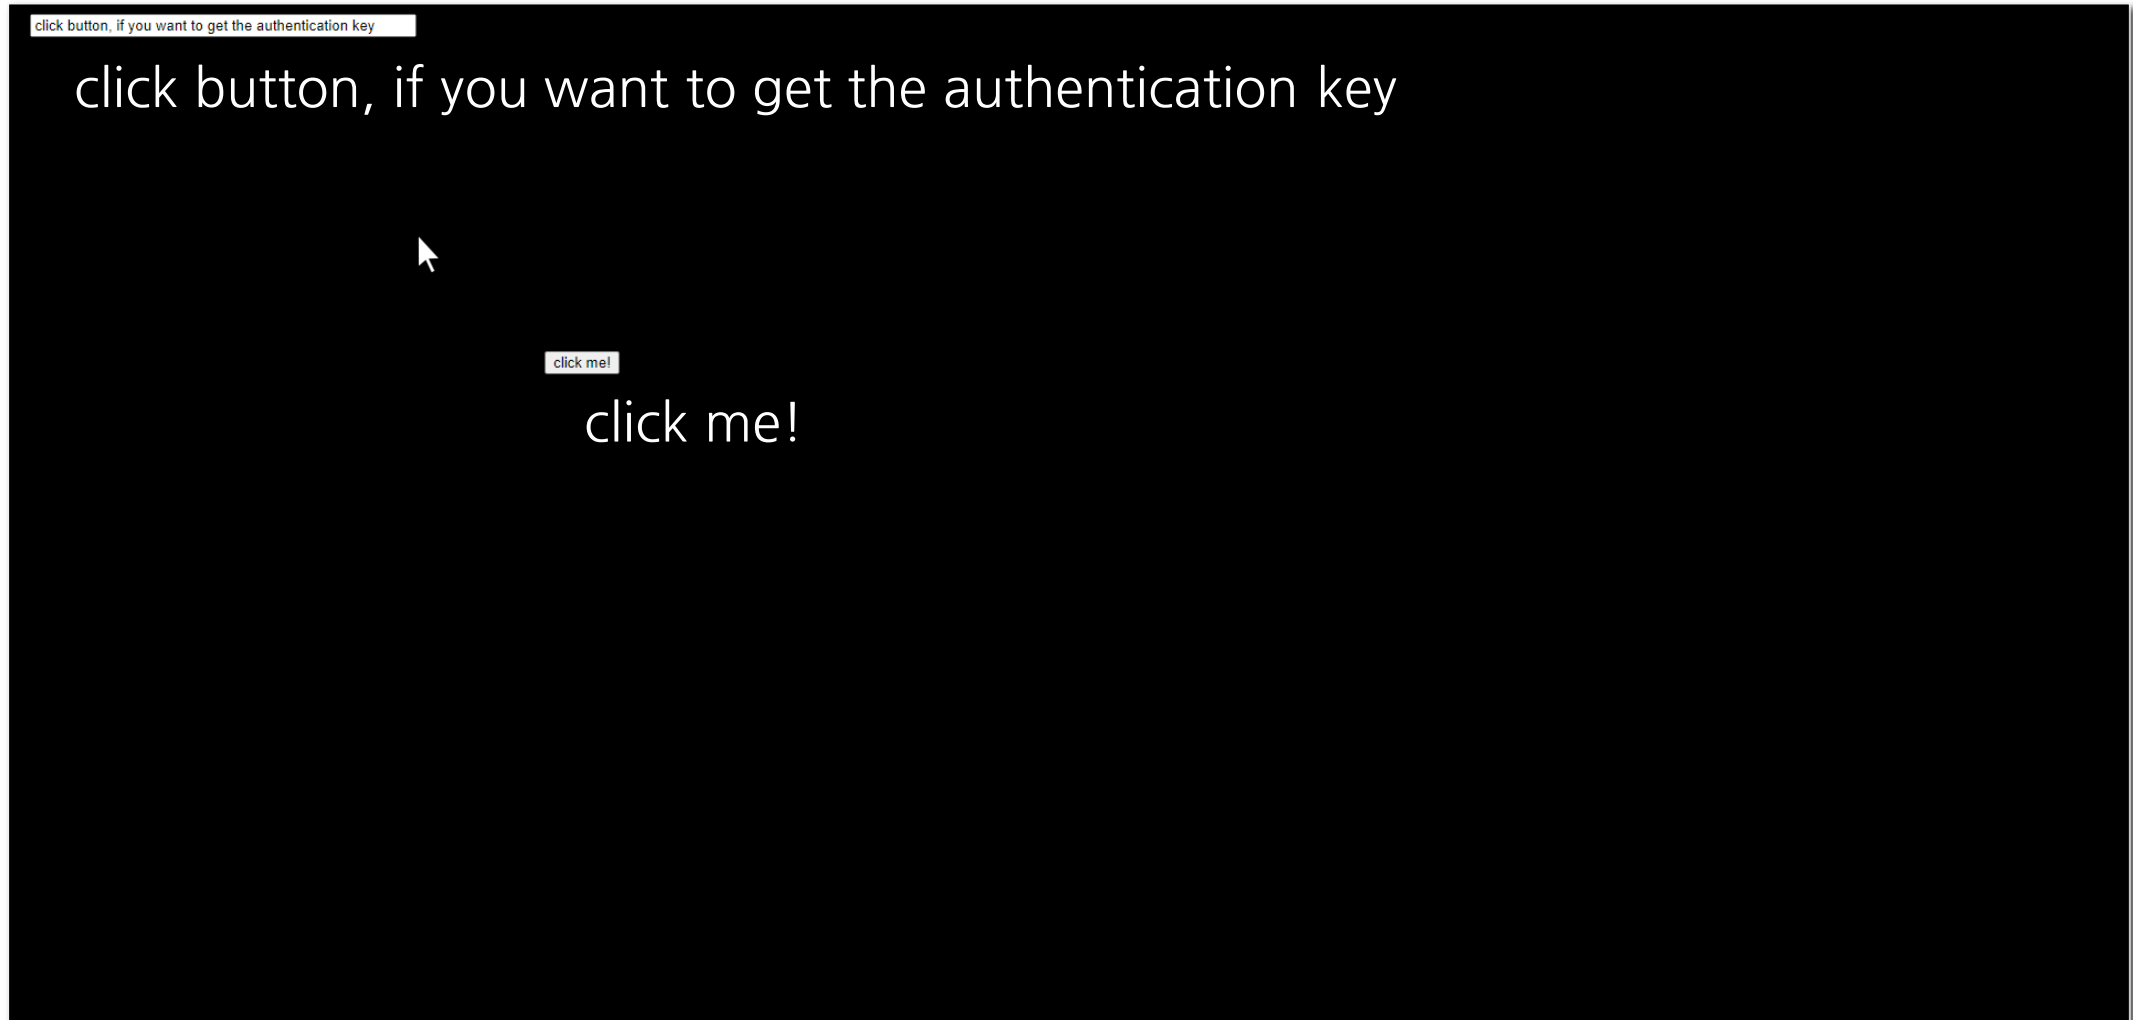 click button, if you want to get the authentication key
click button, if you want to get the authentication key
click me!
click me!